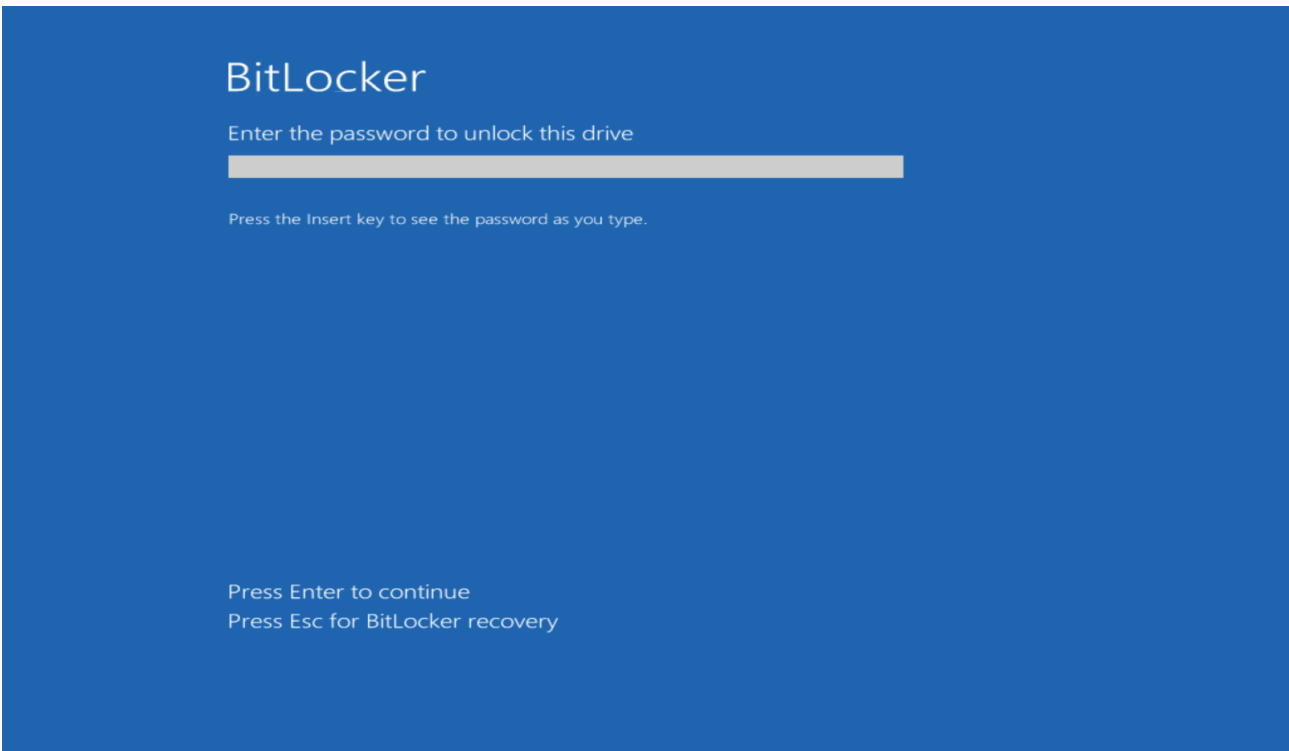 BitLocker
Enter the password to unlock this drive
Press the Insert key to see the password as you type.
Press Enter to continue
Press Esc for BitLocker recovery